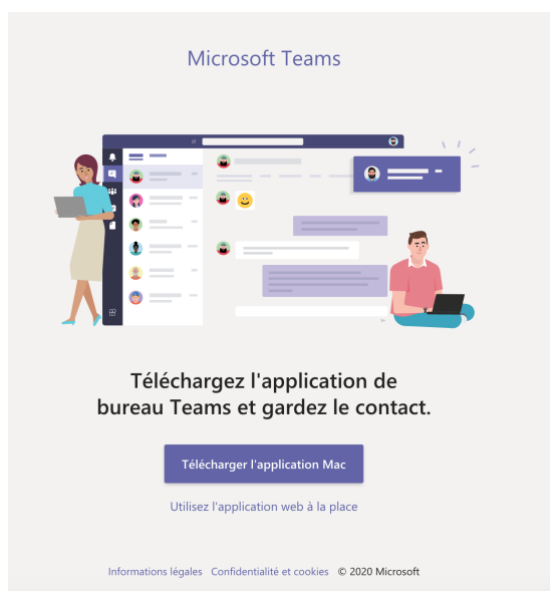 Microsoft Teams
Téléchargez l'application de
bureau Teams et gardez le contact.
Télécharger l'application Mac
Utilisez l'application web à la place
Informations légales Confidentialité et cookies © 2020 Microsoft